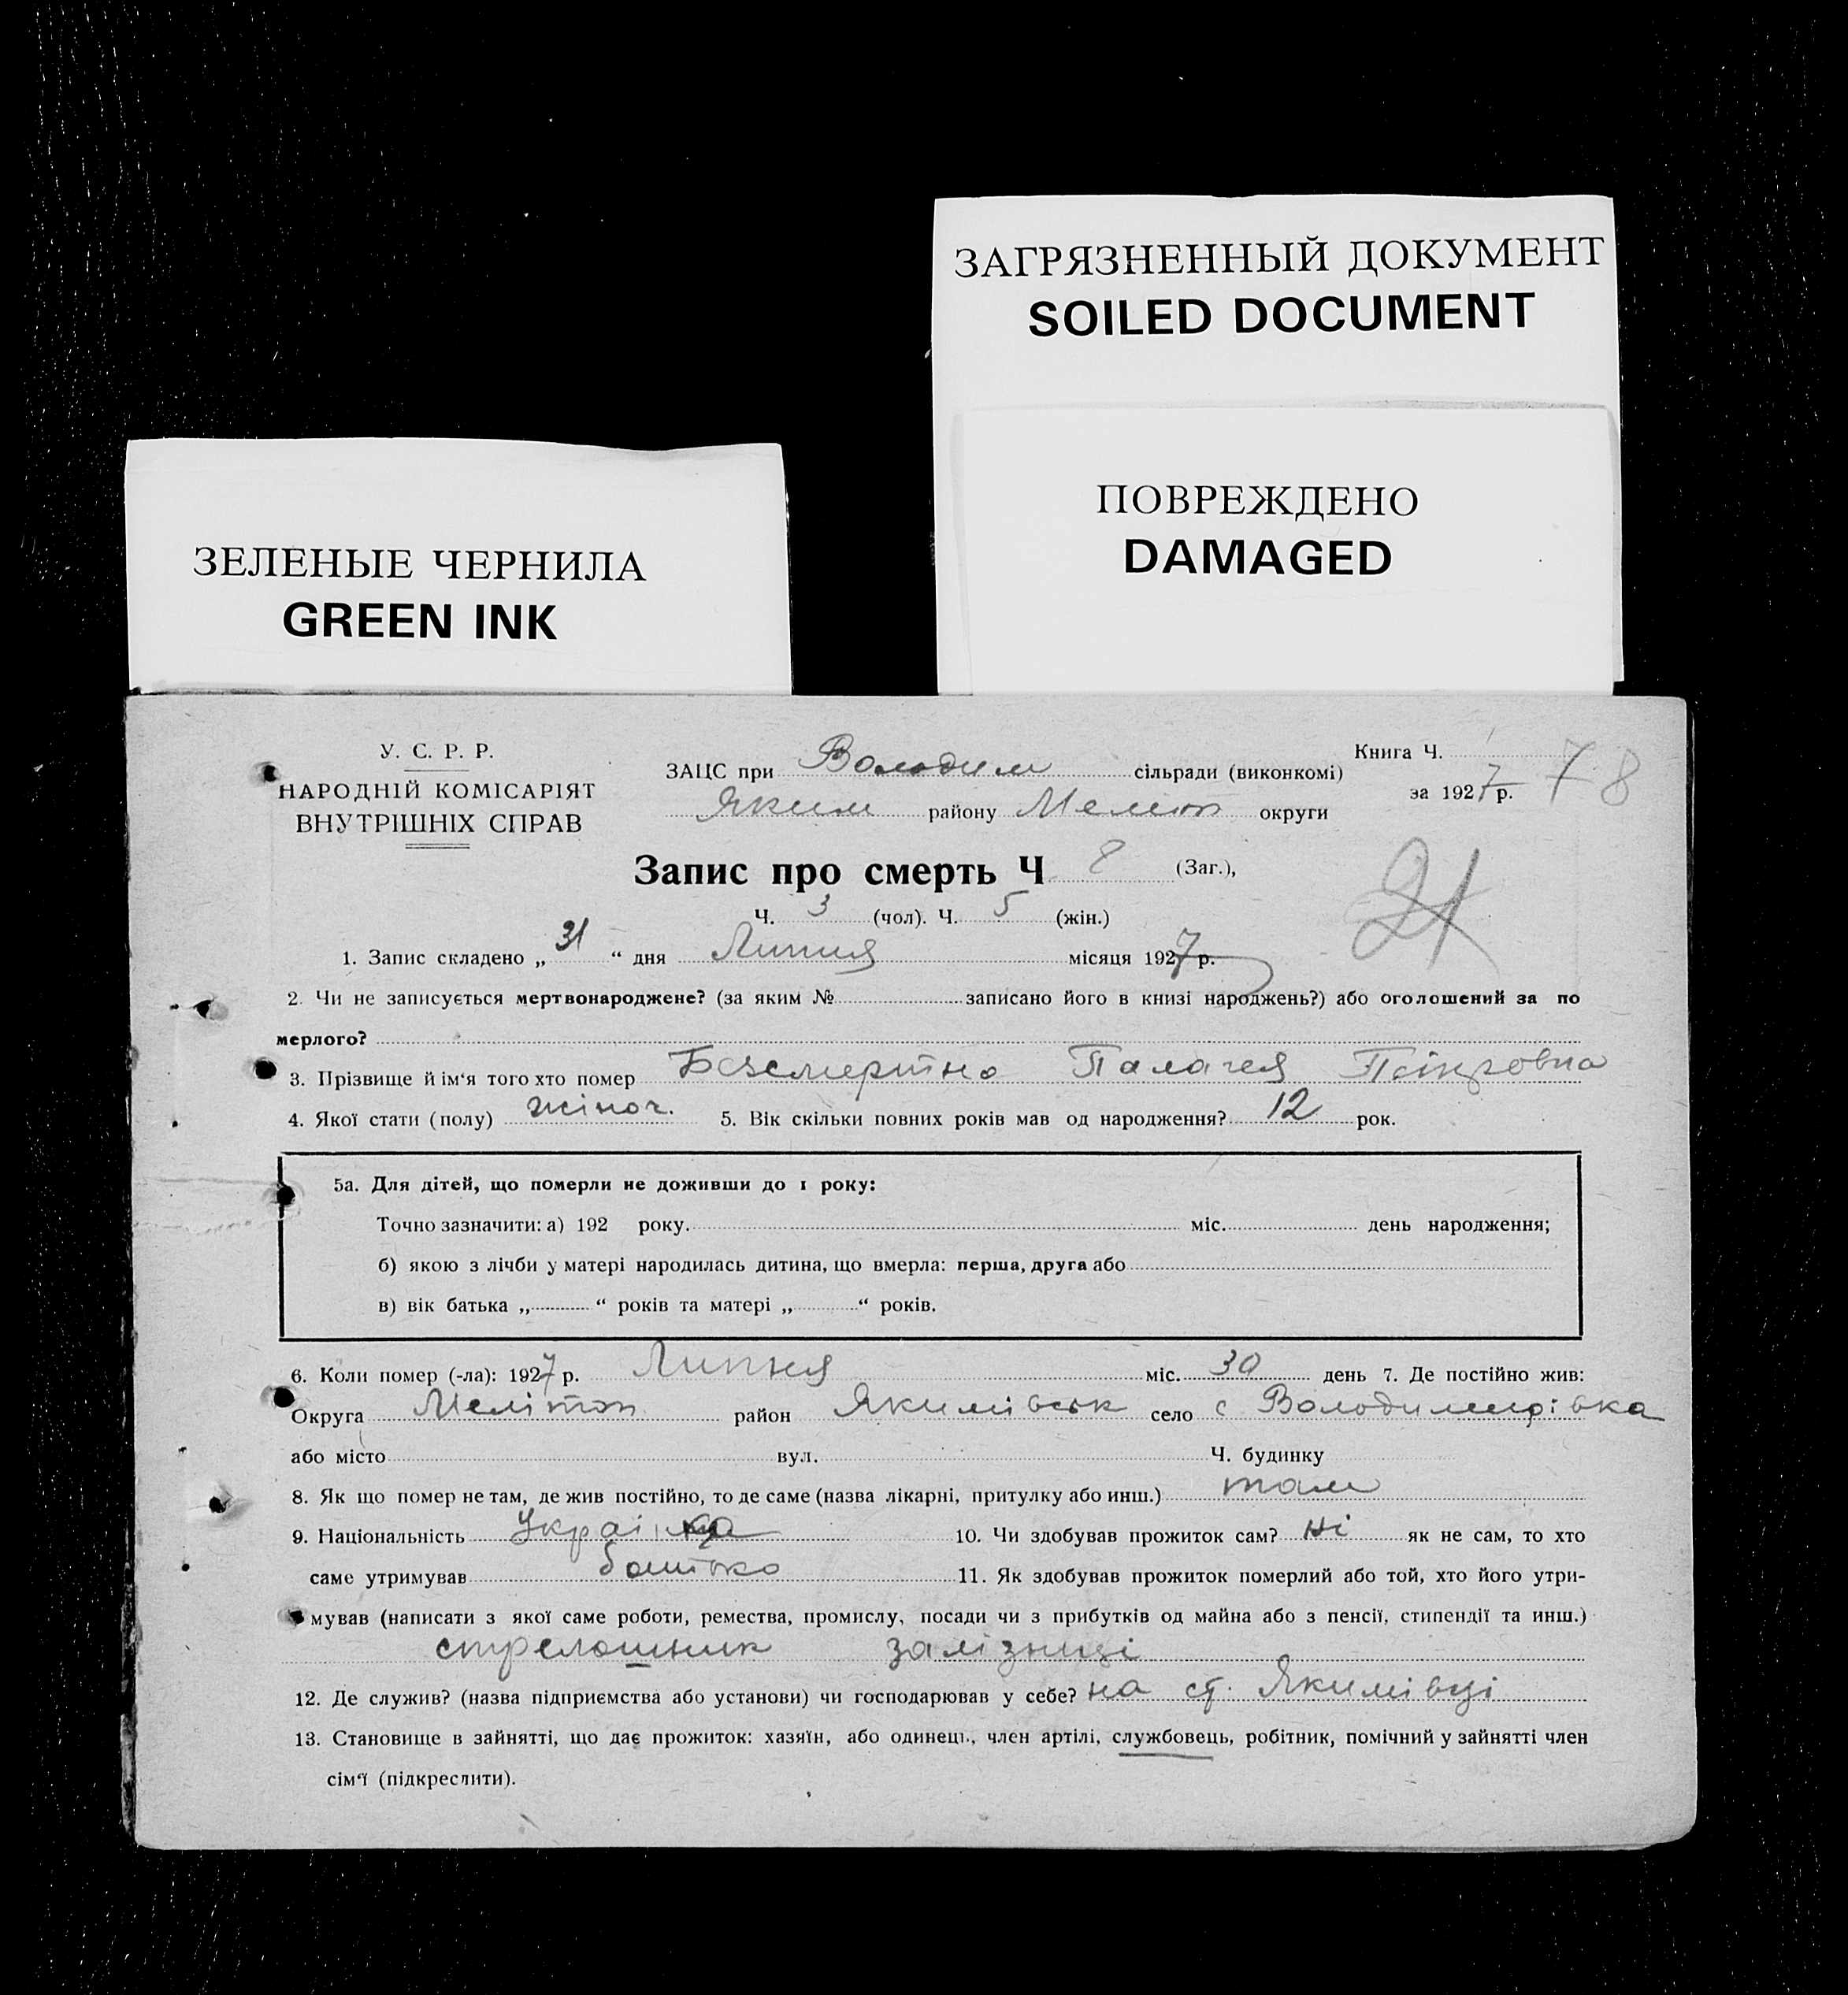 ЗАГРЯЗНЕННЫЙ ДОКУМЕНТ
SOILED DOCUMENT
ПОВРЕЖДЕНО
DAMAGED
ЗЕЛЕНЫЕ ЧЕРНИЛА
GREEN INK
У. С. Р. Р.
НАРОДНІЙ КОМІСАРІЯТ
ВНУТРІШНІХ СПРАВ
ЗАЦС при Володим сільради (виконкомі)
Яким району Мелит округи
Книга Ч.
за 1927 р. 78
Запис про смерть Ч 8 (Заг.),
Ч. 3 (чол). Ч. 5 (жін.)
21
1. Запис складено „ 31 “ дня Липня місяця 1927 р.
2. Чи не записується мертвонароджене? (за яким № записано його в книзі народжень?) або оголошений за по
мерлого?
3. Прізвище й ім‘я того хто помер Безсмертно Палагея Петровна
4. Якої стати (полу) жіноч. 5. Вік скільки повних років мав од народження? 12 рок.
5а. Для дітей, що померли не доживши до 1 року:
Точно зазначити: а) 192 року. міс. день народження;
б) якою з лічби у матері народилась дитина, що вмерла: перша, друга або
в) вік батька „ “ років та матері „ “ років.
6. Коли помер (-ла): 1927 р. Липня міс. 30 день 7. Де постійно жив:
Округа Мелітоп район Якимівськ село с Володимирівка
або місто вул. Ч. будинку
8. Як що помер не там, де жив постійно, то де саме (назва лікарні, притулку або инш.) там
9. Національність Українка 10. Чи здобував прожиток сам? ні як не сам, то хто
саме утримував батько 11. Як здобував прожиток померлий або той, хто його утри-
мував (написати з якої саме роботи, ремества, промислу, посади чи з прибутків од майна або з пенсії, стипендії та инш.)
стрелошник залізниці
12. Де служив? (назва підприємства або установи) чи господарював у себе? на ст. Якимівці
13. Становище в зайнятті, що дає прожиток: хазяїн, або одинець, член артілі, службовець, робітник, помічний у зайнятті член
сім‘ї (підкреслити).